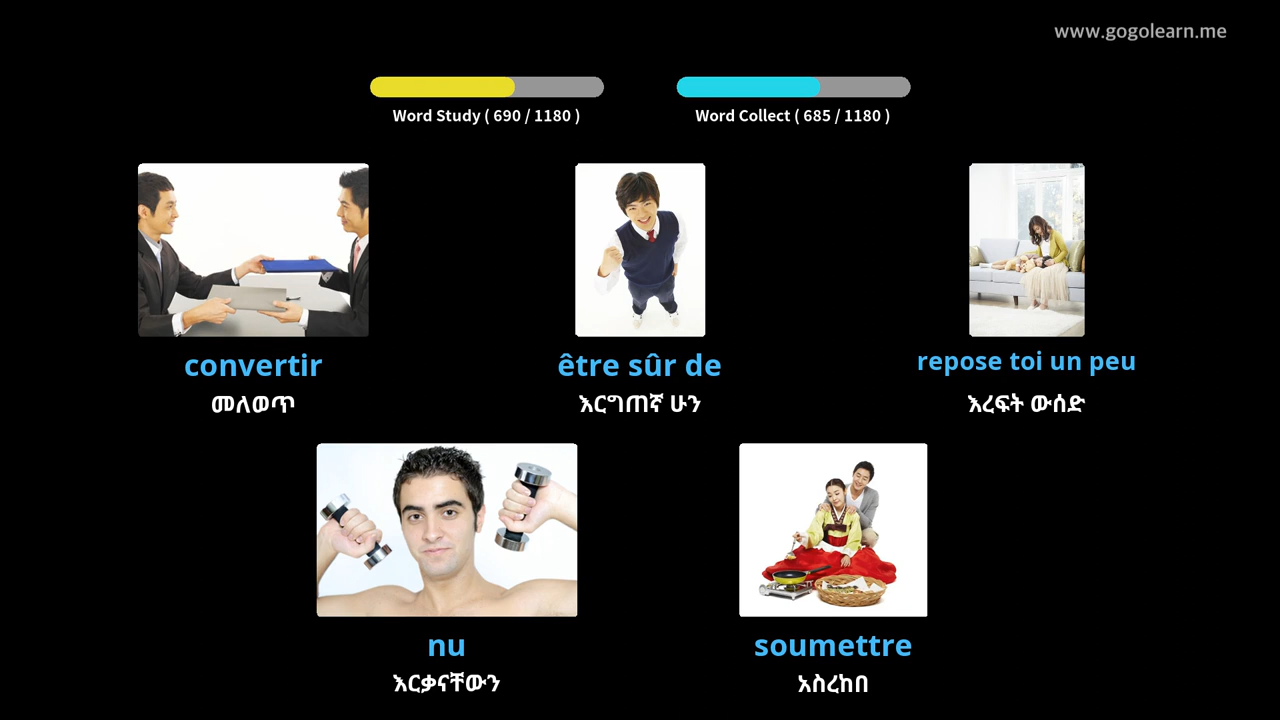 www.gogolearn.me
Word Study ( 690 / 1180 )
Word Collect ( 685 / 1180 )
convertir
መለወጥ
être sûr de
እርግጠኛ ሁን
repose toi un peu
እረፍት ውሰድ
nu
እርቃናቸውን
soumettre
አስረከበ